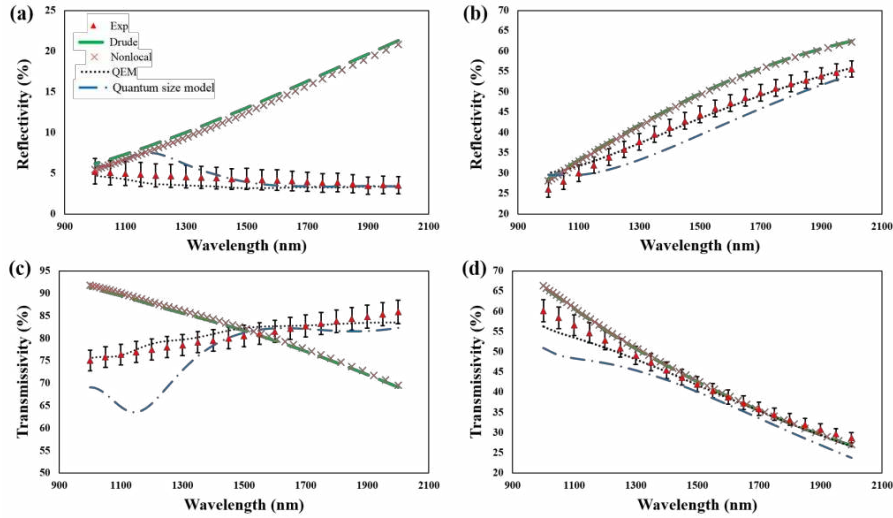 (a)
25
20
15
10
5
0
Reflectivity (%)
Exp
Drude
Nonlocal
QEM
Quantum size model
900 1100 1300 1500 1700 1900 2100
Wavelength (nm)
(b)
70
65
60
55
50
45
40
35
30
25
20
Reflectivity (%)
900 1100 1300 1500 1700 1900 2100
Wavelength (nm)
(c)
95
90
85
80
75
70
65
60
55
50
Transmissivity (%)
900 1100 1300 1500 1700 1900 2100
Wavelength (nm)
(d)
70
65
60
55
50
45
40
35
30
25
20
Transmissivity (%)
900 1100 1300 1500 1700 1900 2100
Wavelength (nm)